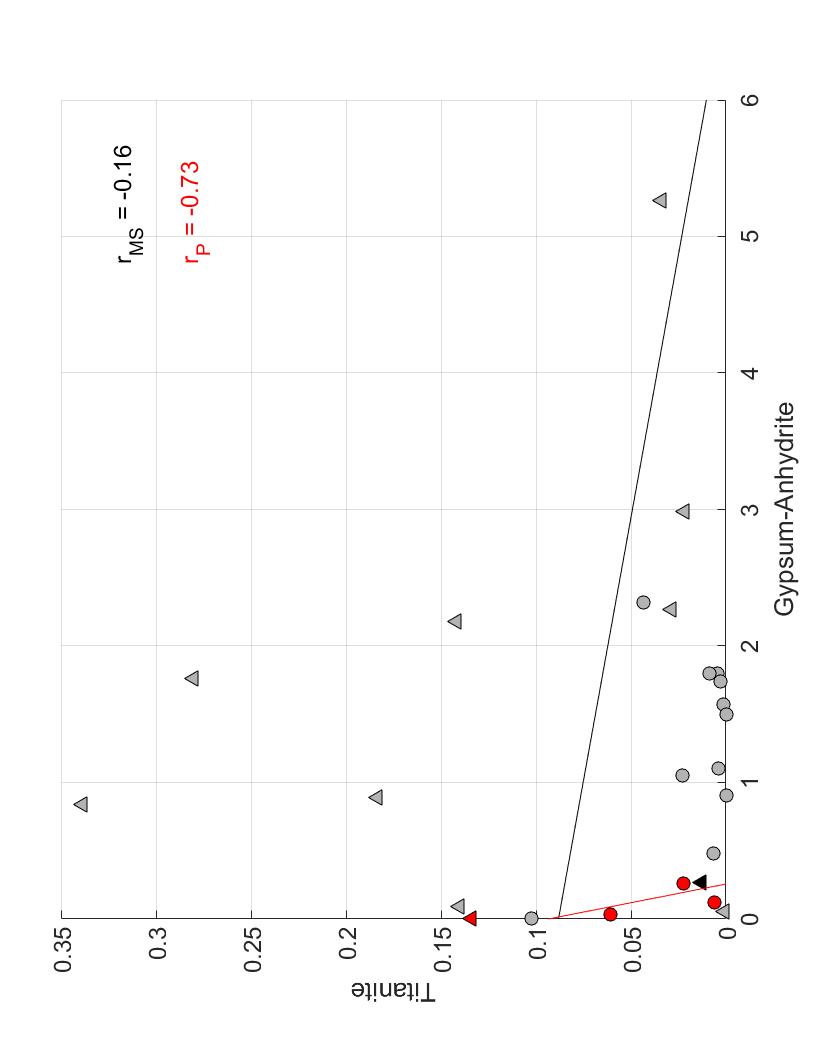 0.35
0.3
0.25
0.2
0.15
0.1
0.05
0
r_MS = -0.16
r_P = -0.73
Titanite
0 1 2 3 4 5 6
Gypsum-Anhydrite